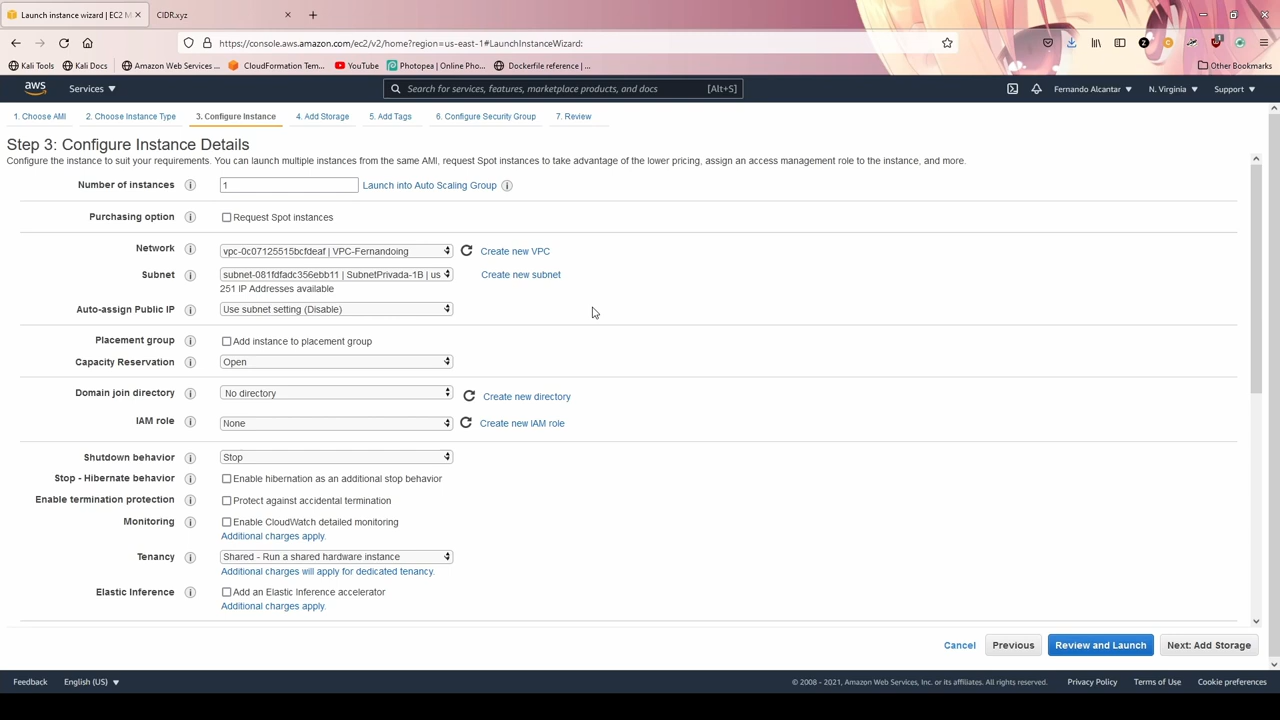 Launch instance wizard | EC2 M
CIDR.xyz
https://console.aws.amazon.com/ec2/v2/home?region=us-east-1#LaunchInstanceWizard:
Kali Tools
Kali Docs
Amazon Web Services ...
CloudFormation Tem...
YouTube
Photopea | Online Pho...
Dockerfile reference | ...
Other Bookmarks
aws
Services
Search for services, features, marketplace products, and docs
[Alt+S]
Fernando Alcantar
N. Virginia
Support
1. Choose AMI
2. Choose Instance Type
3. Configure Instance
4. Add Storage
5. Add Tags
6. Configure Security Group
7. Review
Step 3: Configure Instance Details
Configure the instance to suit your requirements. You can launch multiple instances from the same AMI, request Spot instances to take advantage of the lower pricing, assign an access management role to the instance, and more.
Number of instances
1
Launch into Auto Scaling Group
Purchasing option
Request Spot instances
Network
vpc-0c07125515bcfdeaf | VPC-Fernandoing
Create new VPC
Subnet
subnet-081fdfadc356ebb11 | SubnetPrivada-1B | us
Create new subnet
251 IP Addresses available
Auto-assign Public IP
Use subnet setting (Disable)
Placement group
Add instance to placement group
Capacity Reservation
Open
Domain join directory
No directory
Create new directory
IAM role
None
Create new IAM role
Shutdown behavior
Stop
Stop - Hibernate behavior
Enable hibernation as an additional stop behavior
Enable termination protection
Protect against accidental termination
Monitoring
Enable CloudWatch detailed monitoring
Additional charges apply.
Tenancy
Shared - Run a shared hardware instance
Additional charges will apply for dedicated tenancy.
Elastic Inference
Add an Elastic Inference accelerator
Additional charges apply.
Cancel
Previous
Review and Launch
Next: Add Storage
Feedback
English (US)
© 2008 - 2021, Amazon Web Services, Inc. or its affiliates. All rights reserved.
Privacy Policy
Terms of Use
Cookie preferences